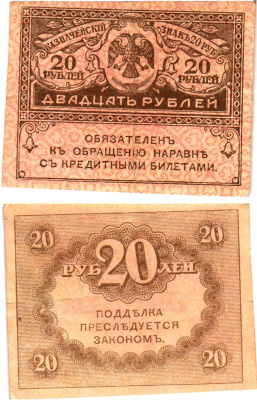 КАЗНАЧЕЙСКІЙ ЗНАКЪ 20 РУБ.
20 20
РУБЛЕЙ РУБЛЕЙ
ДВАДЦАТЬ РУБЛЕЙ
ОБЯЗАТЕЛЕНЪ
КЪ ОБРАЩЕНІЮ НАРАВНѢ
СЪ КРЕДИТНЫМИ БИЛЕТАМИ.
20 20
РУБ 20 ЛЕЙ.
ПОДДѢЛКА
ПРЕСЛѢДУЕТСЯ
ЗАКОНОМЪ.
20 20